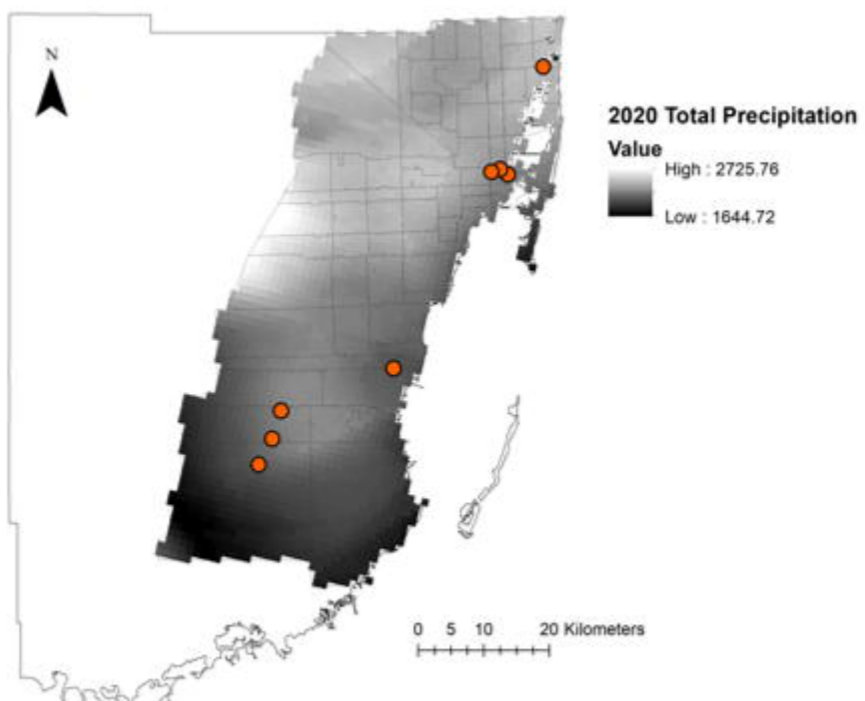 N
2020 Total Precipitation
Value
High : 2725.76
Low : 1644.72
0 5 10 20 Kilometers